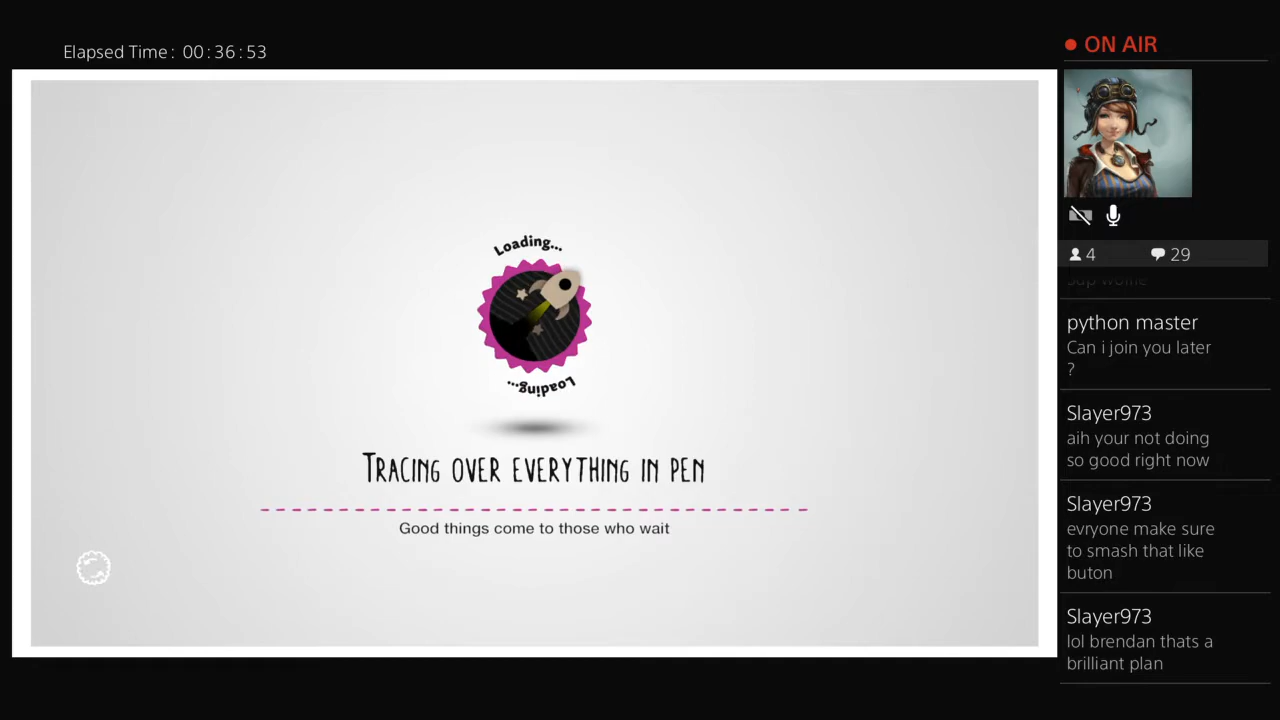 Elapsed Time: 00:36:53
ON AIR
Loading...
Loading...
Tracing over everything in pen
Good things come to those who wait
4 29
sup wolfie
python master
Can i join you later
?
Slayer973
aih your not doing
so good right now
Slayer973
evryone make sure
to smash that like
buton
Slayer973
lol brendan thats a
brilliant plan